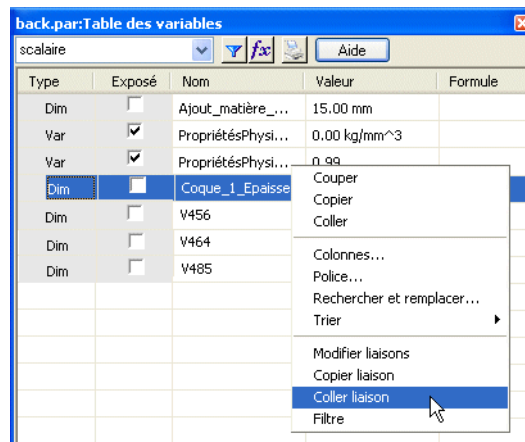 back.par:Table des variables
scalaire fx Aide
Type Exposé Nom Valeur Formule
Dim Ajout_matière_... 15.00 mm
Var PropriétésPhysi... 0.00 kg/mm^3
Var PropriétésPhysi... 0.99
Dim Coque_1_Epaisse
Dim V456
Dim V464
Dim V485
Couper
Copier
Coller
Colonnes...
Police...
Rechercher et remplacer...
Trier
Modifier liaisons
Copier liaison
Coller liaison
Filtre